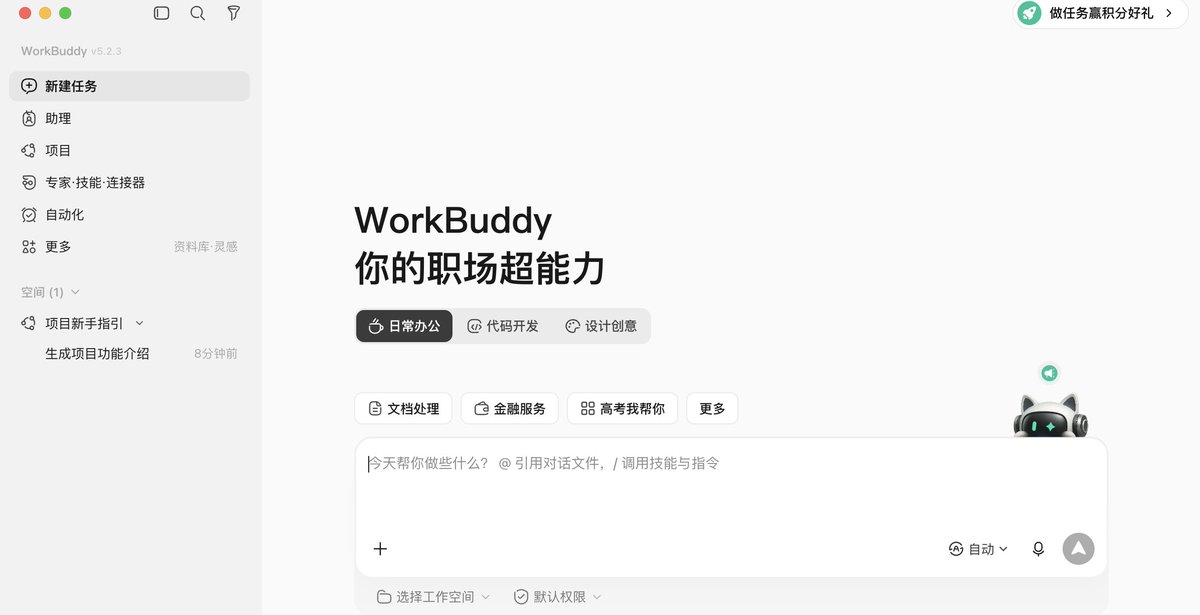 做任务赢积分好礼
WorkBuddy v5.2.3
新建任务
助理
项目
专家·技能·连接器
自动化
更多 资料库·灵感
空间 (1)
项目新手指引
生成项目功能介绍 8分钟前
WorkBuddy
你的职场超能力
日常办公 代码开发 设计创意
文档处理 金融服务 高考我帮你 更多
今天帮你做些什么？ @ 引用对话文件，/ 调用技能与指令
自动
选择工作空间 默认权限